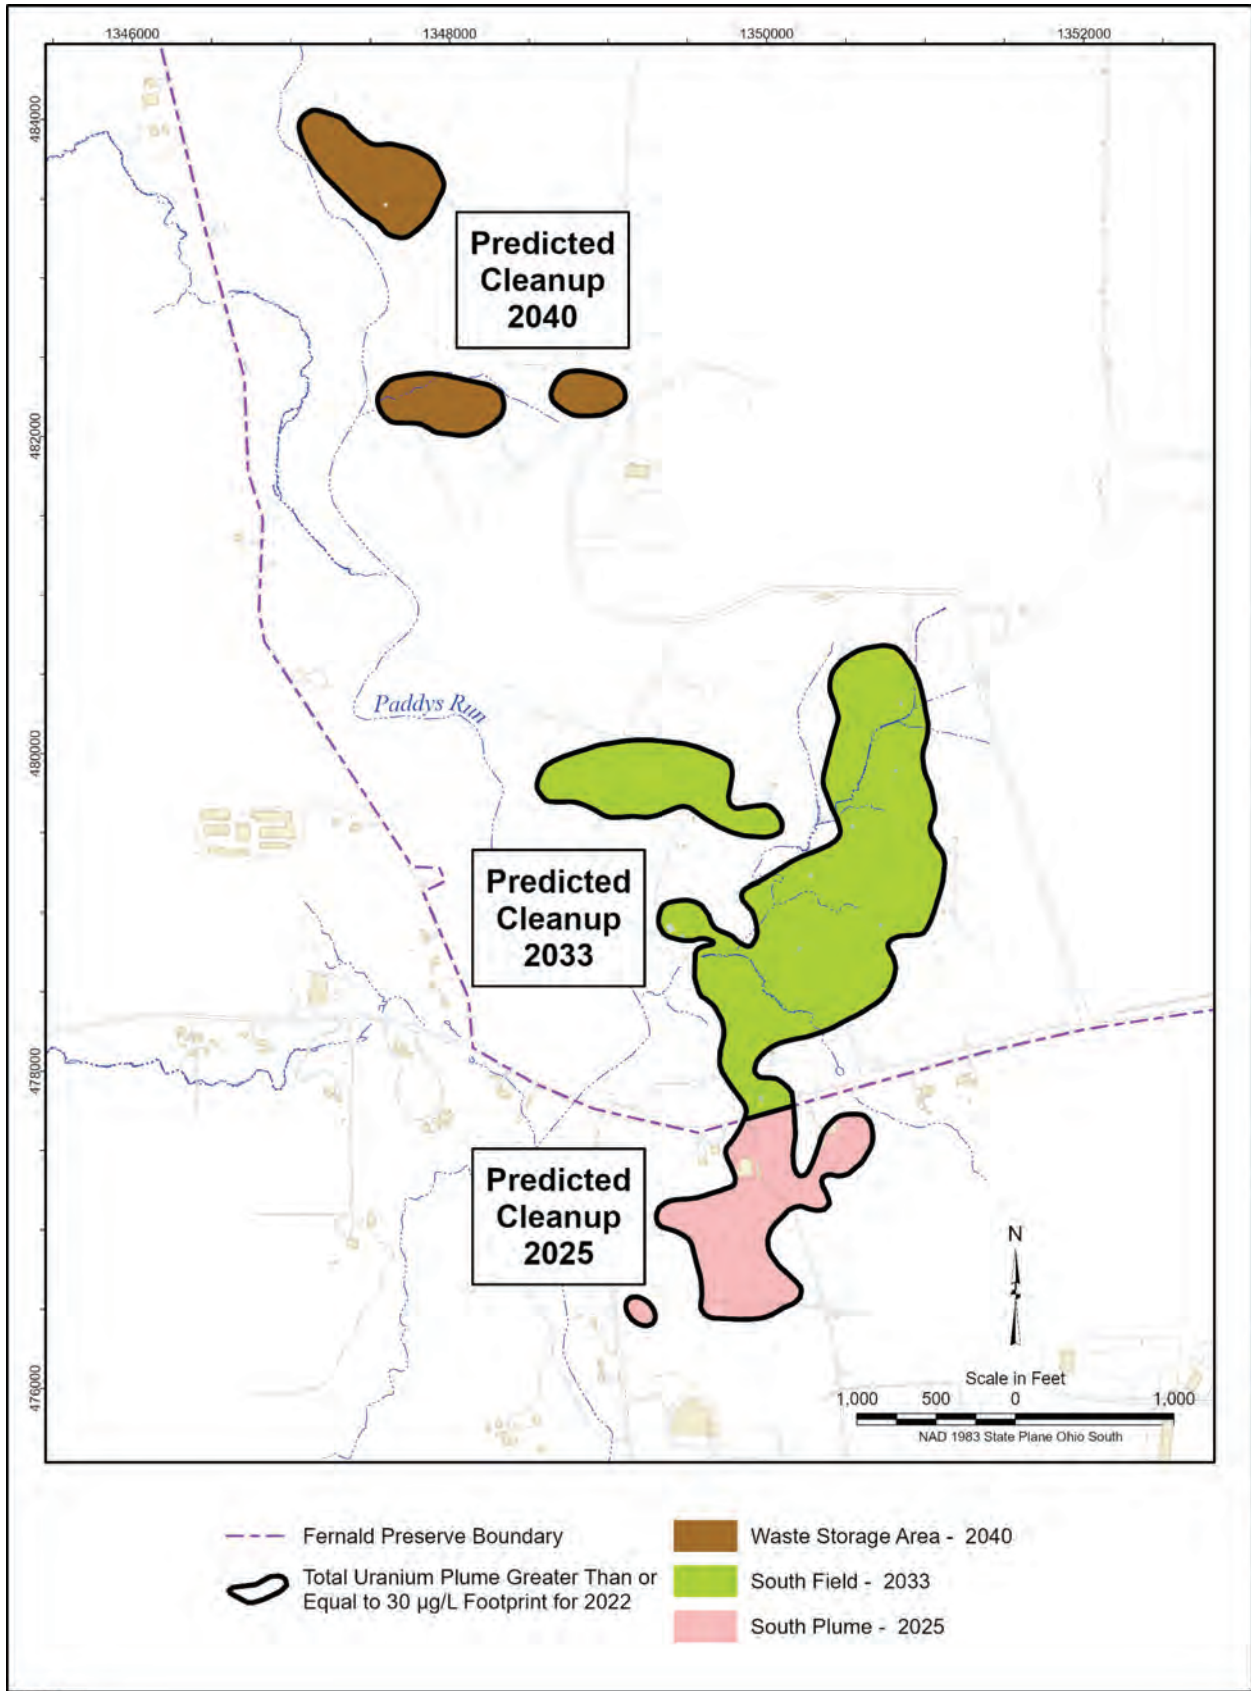 1346000
1348000
1350000
1352000
484000
482000
480000
478000
476000
Predicted
Cleanup
2040
Paddys Run
Predicted
Cleanup
2033
Predicted
Cleanup
2025
N
Scale in Feet
1,000 500 0 1,000
NAD 1983 State Plane Ohio South
Fernald Preserve Boundary
Total Uranium Plume Greater Than or
Equal to 30 µg/L Footprint for 2022
Waste Storage Area - 2040
South Field - 2033
South Plume - 2025